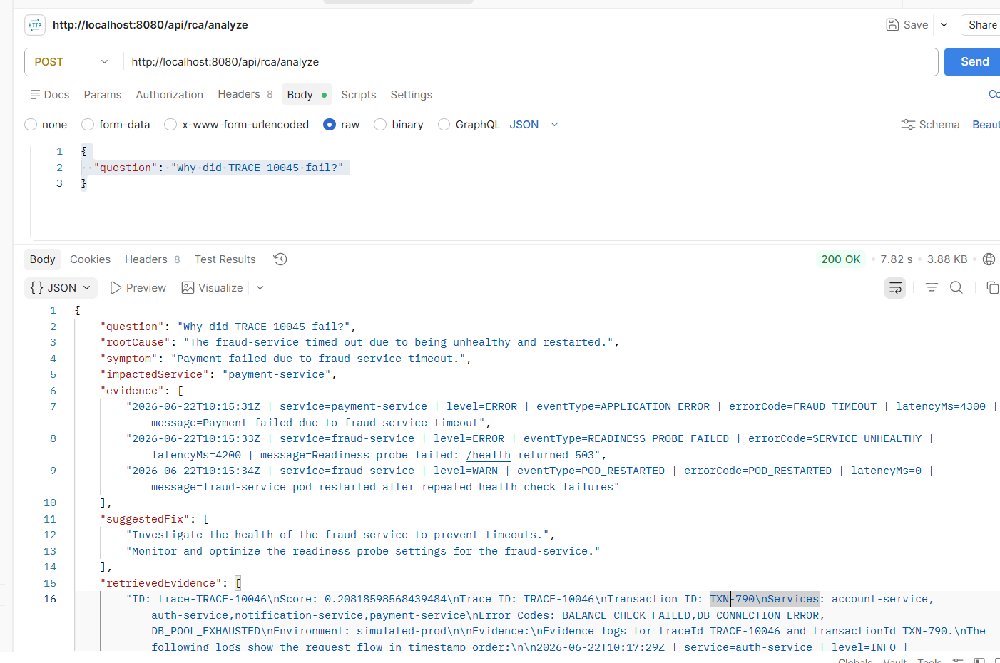 HTTP http://localhost:8080/api/rca/analyze Save Share
POST http://localhost:8080/api/rca/analyze Send
Docs Params Authorization Headers 8 Body Scripts Settings Co
none form-data x-www-form-urlencoded raw binary GraphQL JSON Schema Beaut
1 {
2 "question": "Why did TRACE-10045 fail?"
3 }
Body Cookies Headers 8 Test Results 200 OK • 7.82 s • 3.88 KB •
{} JSON Preview Visualize
1 {
2 "question": "Why did TRACE-10045 fail?",
3 "rootCause": "The fraud-service timed out due to being unhealthy and restarted.",
4 "symptom": "Payment failed due to fraud-service timeout.",
5 "impactedService": "payment-service",
6 "evidence": [
7 "2026-06-22T10:15:31Z | service=payment-service | level=ERROR | eventType=APPLICATION_ERROR | errorCode=FRAUD_TIMEOUT | latencyMs=4300 |
message=Payment failed due to fraud-service timeout",
8 "2026-06-22T10:15:33Z | service=fraud-service | level=ERROR | eventType=READINESS_PROBE_FAILED | errorCode=SERVICE_UNHEALTHY |
latencyMs=4200 | message=Readiness probe failed: /health returned 503",
9 "2026-06-22T10:15:34Z | service=fraud-service | level=WARN | eventType=POD_RESTARTED | errorCode=POD_RESTARTED | latencyMs=0 |
message=fraud-service pod restarted after repeated health check failures"
10 ],
11 "suggestedFix": [
12 "Investigate the health of the fraud-service to prevent timeouts.",
13 "Monitor and optimize the readiness probe settings for the fraud-service."
14 ],
15 "retrievedEvidence": [
16 "ID: trace-TRACE-10046\nScore: 0.20818598568439484\nTrace ID: TRACE-10046\nTransaction ID: TXN-790\nServices: account-service,
auth-service,notification-service,payment-service\nError Codes: BALANCE_CHECK_FAILED,DB_CONNECTION_ERROR,
DB_POOL_EXHAUSTED\nEnvironment: simulated-prod\n\nEvidence:\nEvidence logs for traceId TRACE-10046 and transactionId TXN-790.\nThe
following logs show the request flow in timestamp order:\n\n2026-06-22T10:17:29Z | service=auth-service | level=INFO |
Globals Vault Tools